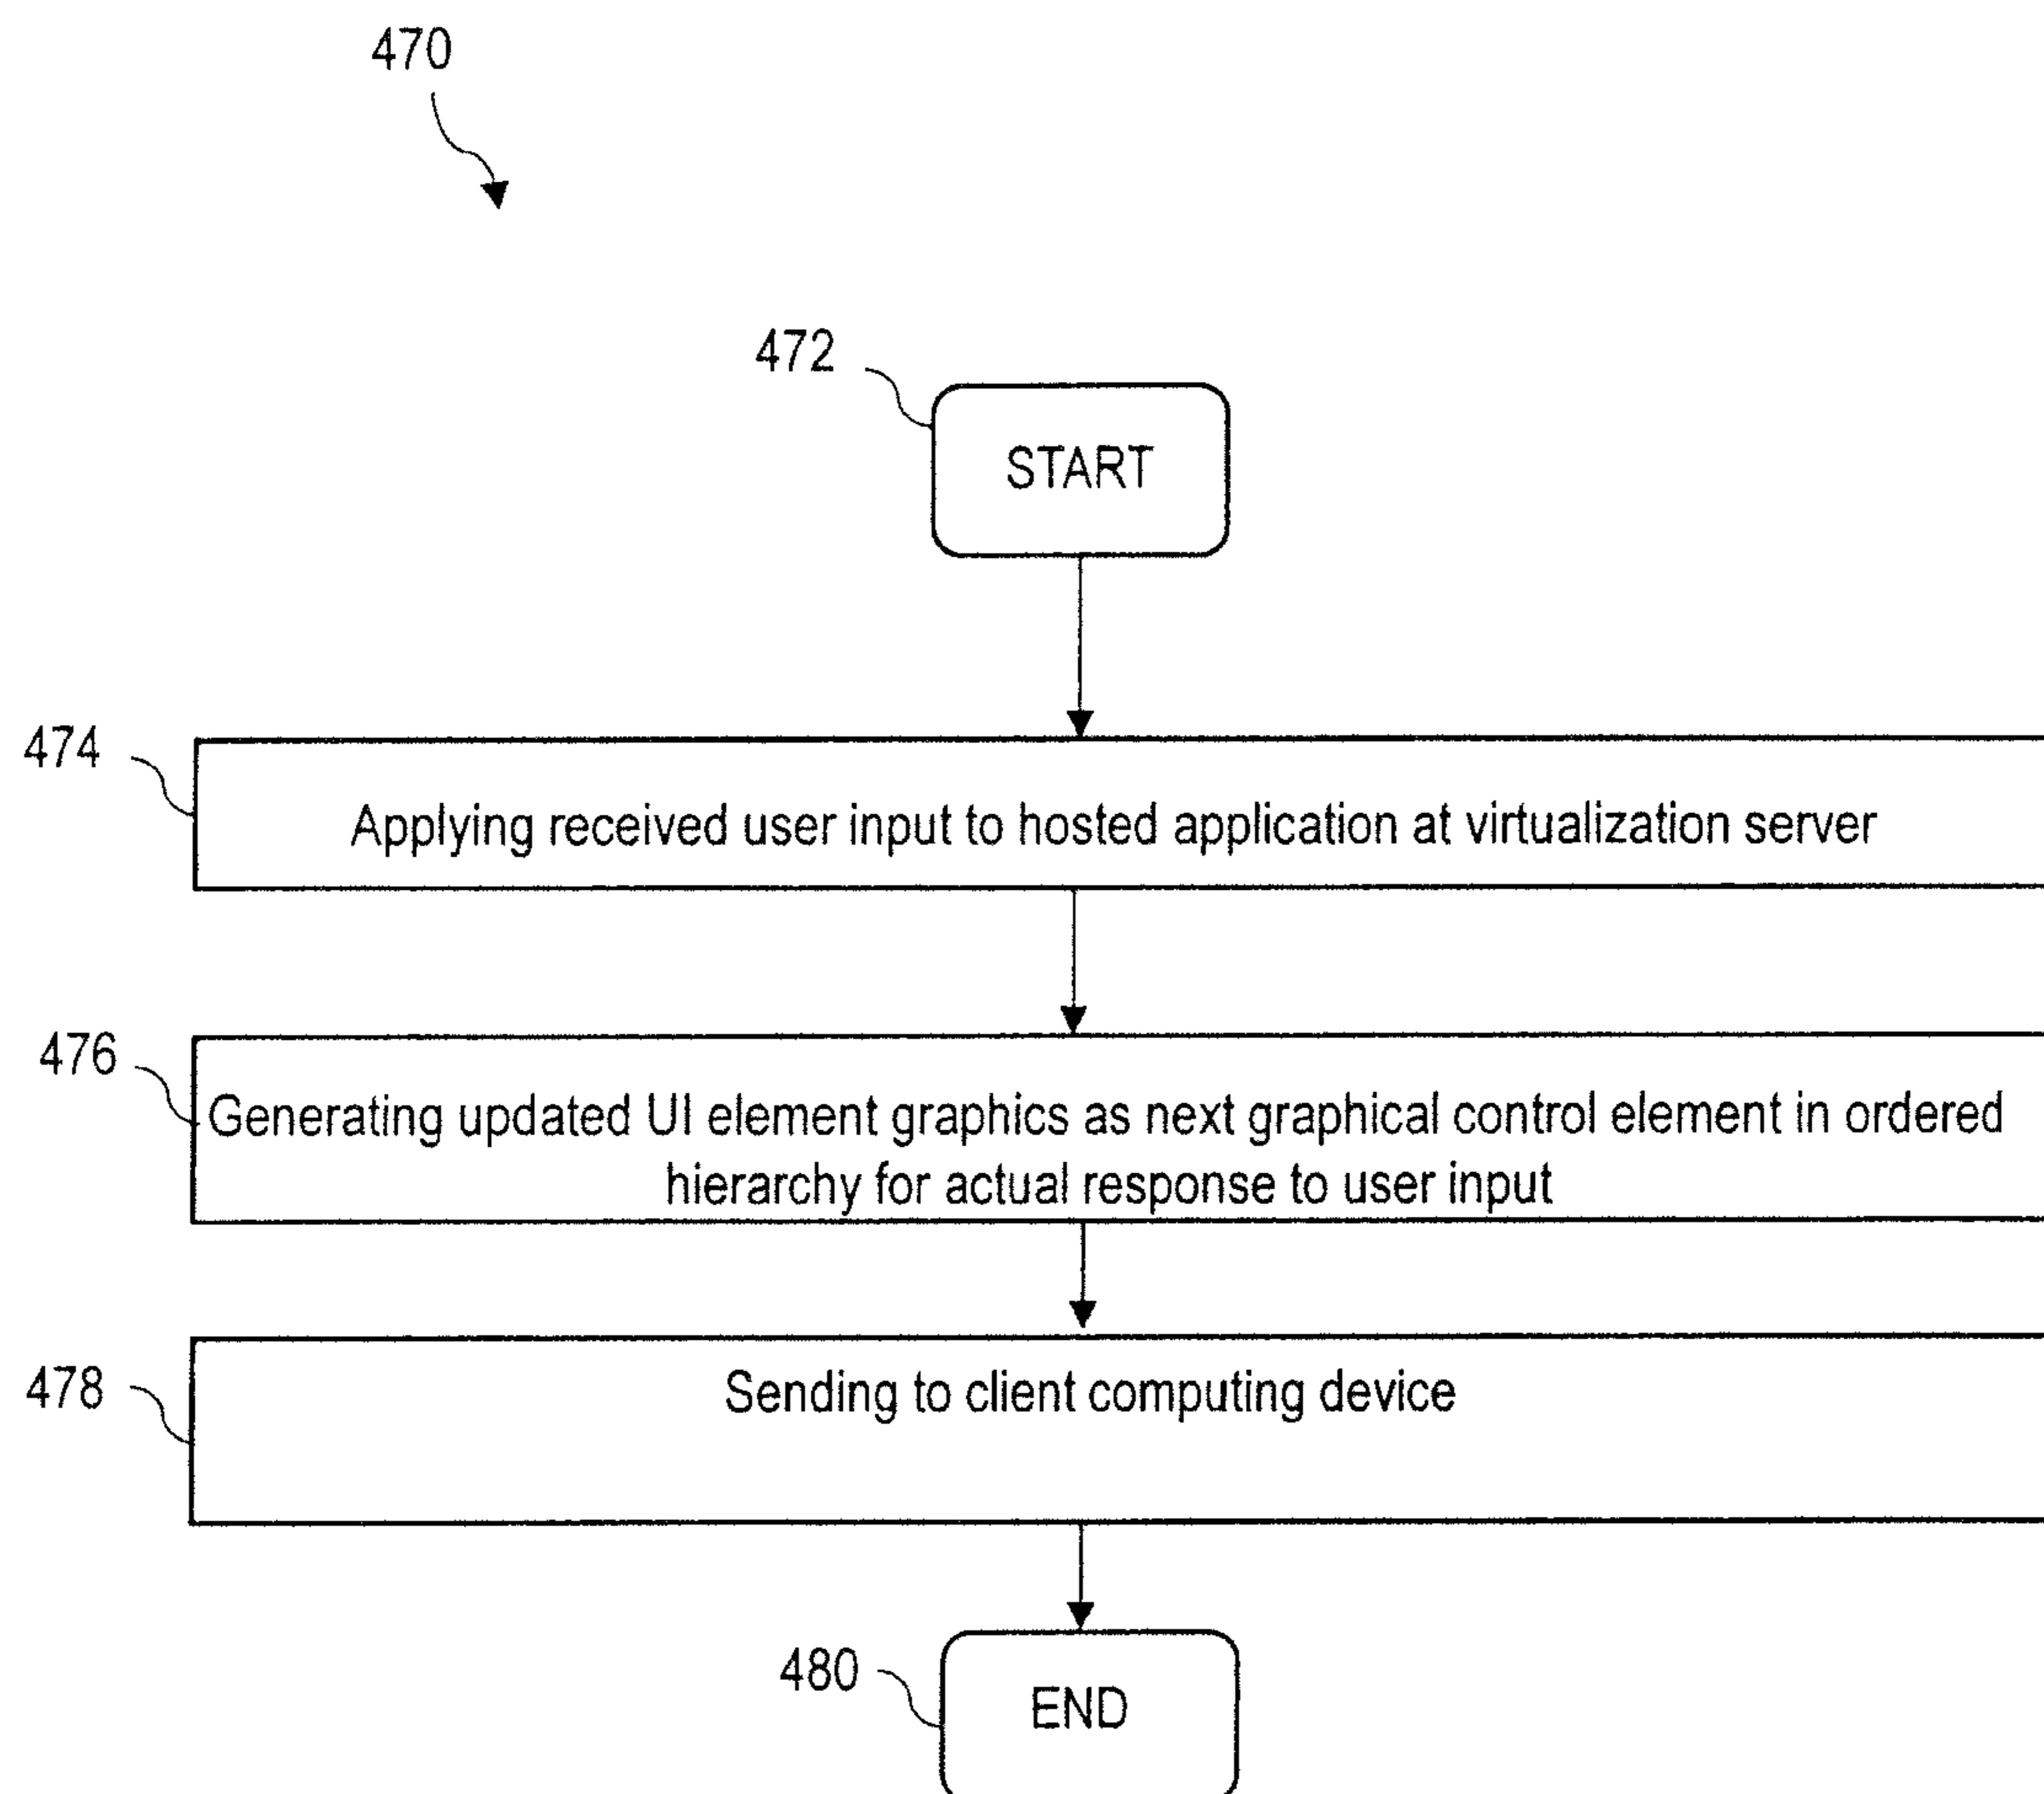 470
472
START
474
Applying received user input to hosted application at virtualization server
476
Generating updated UI element graphics as next graphical control element in ordered
hierarchy for actual response to user input
478
Sending to client computing device
480
END